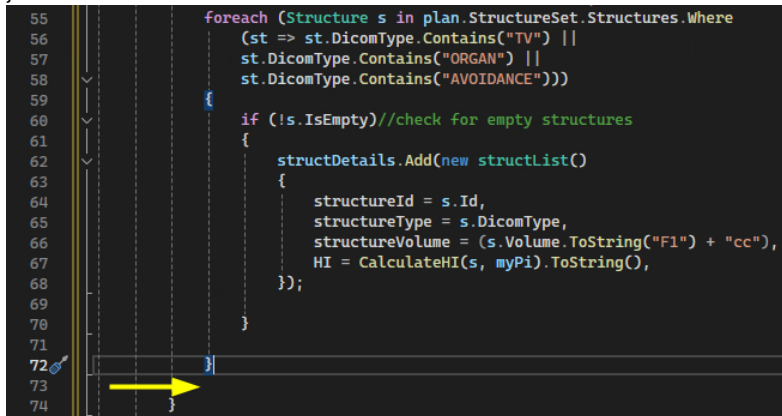 55 foreach (Structure s in plan.StructureSet.Structures.Where
56 (st => st.DicomType.Contains("TV") ||
57 st.DicomType.Contains("ORGAN") ||
58 st.DicomType.Contains("AVOIDANCE")))
59 {
60 if (!s.IsEmpty)//check for empty structures
61 {
62 structDetails.Add(new structList()
63 {
64 structureId = s.Id,
65 structureType = s.DicomType,
66 structureVolume = (s.Volume.ToString("F1") + "cc"),
67 HI = CalculateHI(s, myPi).ToString(),
68 });
69
70 }
71
72 }
73
74 }